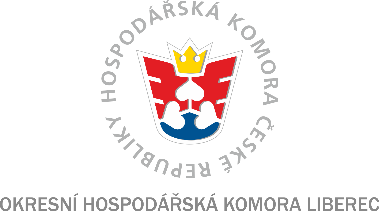 HOSPODÁŘSKÁ KOMORA ČESKÉ REPUBLIKY
OKRESNÍ HOSPODÁŘSKÁ KOMORA LIBEREC